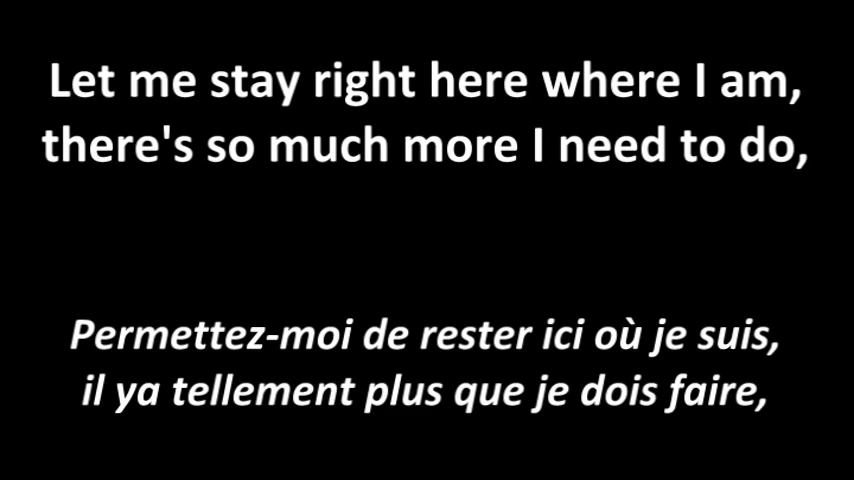 Let me stay right here where I am,
there's so much more I need to do,
Permettez-moi de rester ici où je suis,
il ya tellement plus que je dois faire,